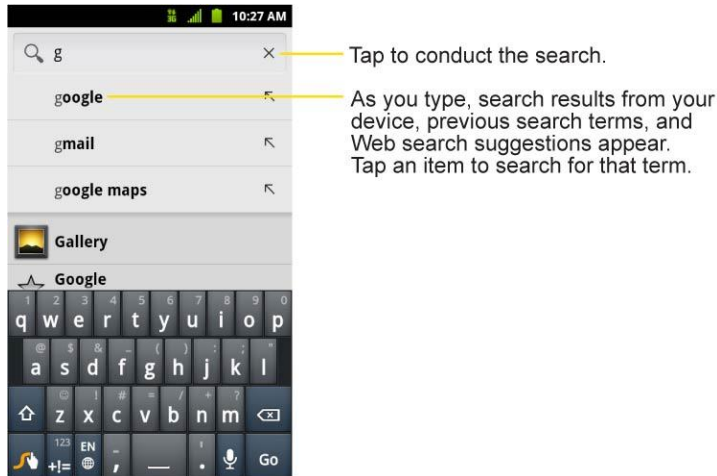 10:27 AM
g
Tap to conduct the search.
google
As you type, search results from your
device, previous search terms, and
Web search suggestions appear.
Tap an item to search for that term.
gmail
google maps
Gallery
Google
1 2 3 4 5 6 7 8 9 0
q w e r t y u i o p
@ $ & _ ( ) : ; "
a s d f g h j k l
! # = / + ?
z x c v b n m
123 EN
+!= , . Go